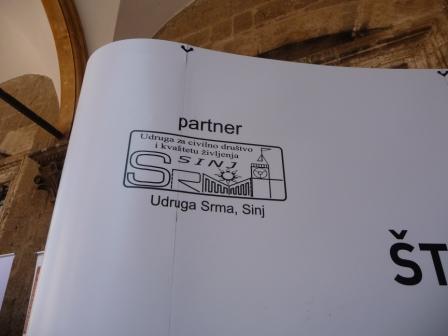 partner
Udruga za civilno društvo
i kvalitetu življenja
SINJ
SRMA
Udruga Srma, Sinj
ŠT